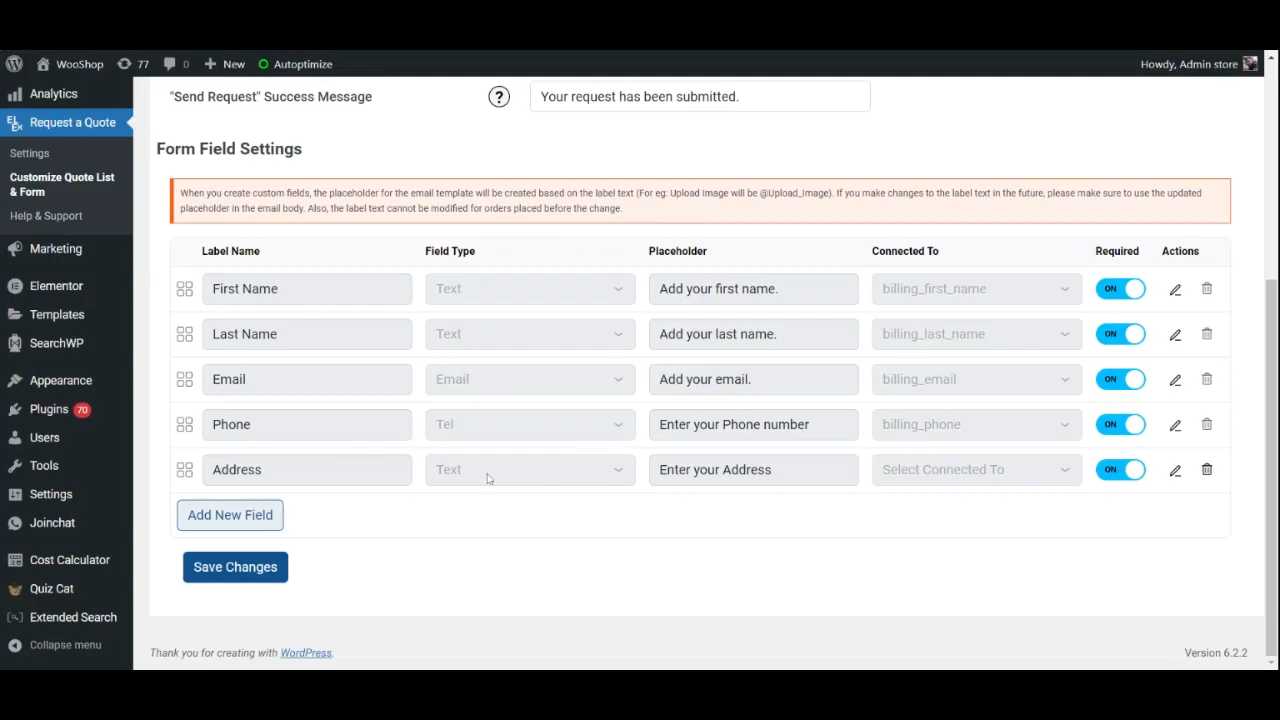 WooShop 77 0 New Autoptimize Howdy, Admin store
Analytics
Request a Quote
Settings
Customize Quote List
& Form
Help & Support
Marketing
Elementor
Templates
SearchWP
Appearance
Plugins 70
Users
Tools
Settings
Joinchat
Cost Calculator
Quiz Cat
Extended Search
Collapse menu
"Send Request" Success Message ? Your request has been submitted.
Form Field Settings
When you create custom fields, the placeholder for the email template will be created based on the label text (For eg: Upload Image will be @Upload_Image). If you make changes to the label text in the future, please make sure to use the updated
placeholder in the email body. Also, the label text cannot be modified for orders placed before the change.
Label Name Field Type Placeholder Connected To Required Actions
First Name Text Add your first name. billing_first_name ON
Last Name Text Add your last name. billing_last_name ON
Email Email Add your email. billing_email ON
Phone Tel Enter your Phone number billing_phone ON
Address Text Enter your Address Select Connected To ON
Add New Field
Save Changes
Thank you for creating with WordPress. Version 6.2.2